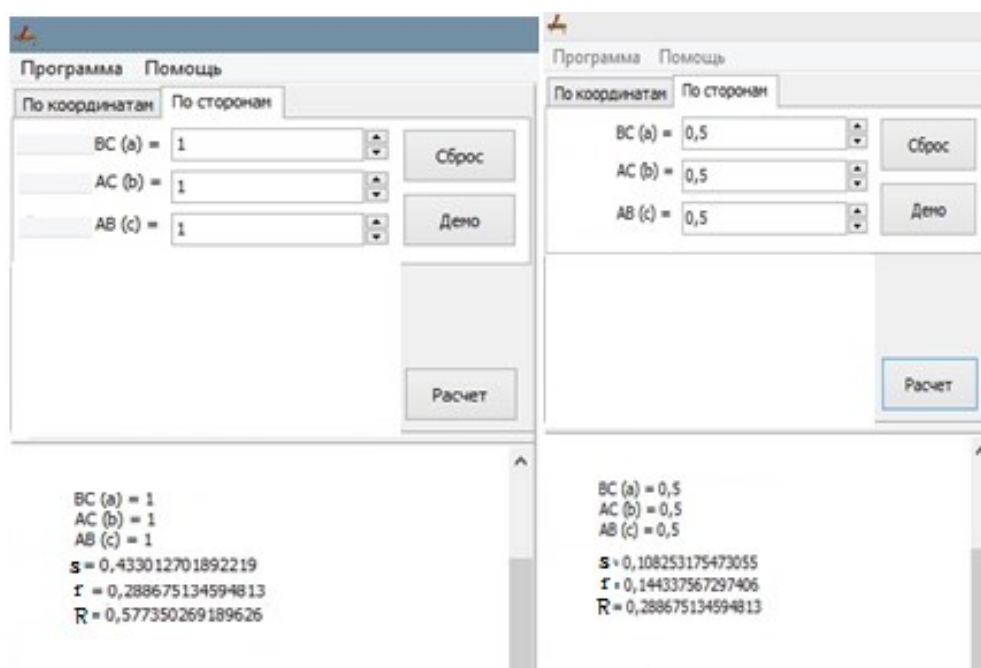 Программа Помощь
По координатам По сторонам
BC (a) = 1
AC (b) = 1
AB (c) = 1
Сброс
Демо
Расчет
BC (a) = 1
AC (b) = 1
AB (c) = 1
s = 0,433012701892219
r = 0,288675134594813
R = 0,577350269189626
Программа Помощь
По координатам По сторонам
BC (a) = 0,5
AC (b) = 0,5
AB (c) = 0,5
Сброс
Демо
Расчет
BC (a) = 0,5
AC (b) = 0,5
AB (c) = 0,5
s = 0,108253175473055
r = 0,144337567297406
R = 0,288675134594813